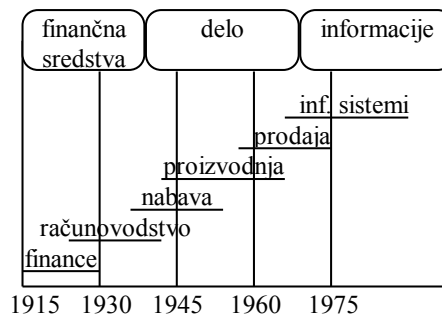 finančna
sredstva
delo
informacije
inf. sistemi
prodaja
proizvodnja
nabava
računovodstvo
finance
1915 1930 1945 1960 1975